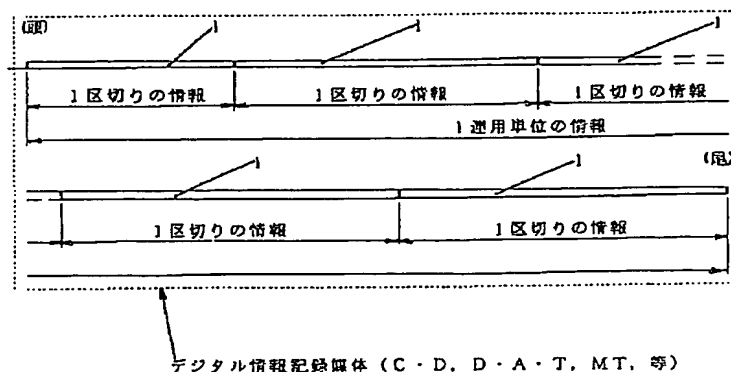 (頭) 1 1 1
1区切りの情報 1区切りの情報 1区切りの情報
1運用単位の情報
1 1 (尾)
1区切りの情報 1区切りの情報
デジタル情報記録媒体(C・D, D・A・T, MT, 等)